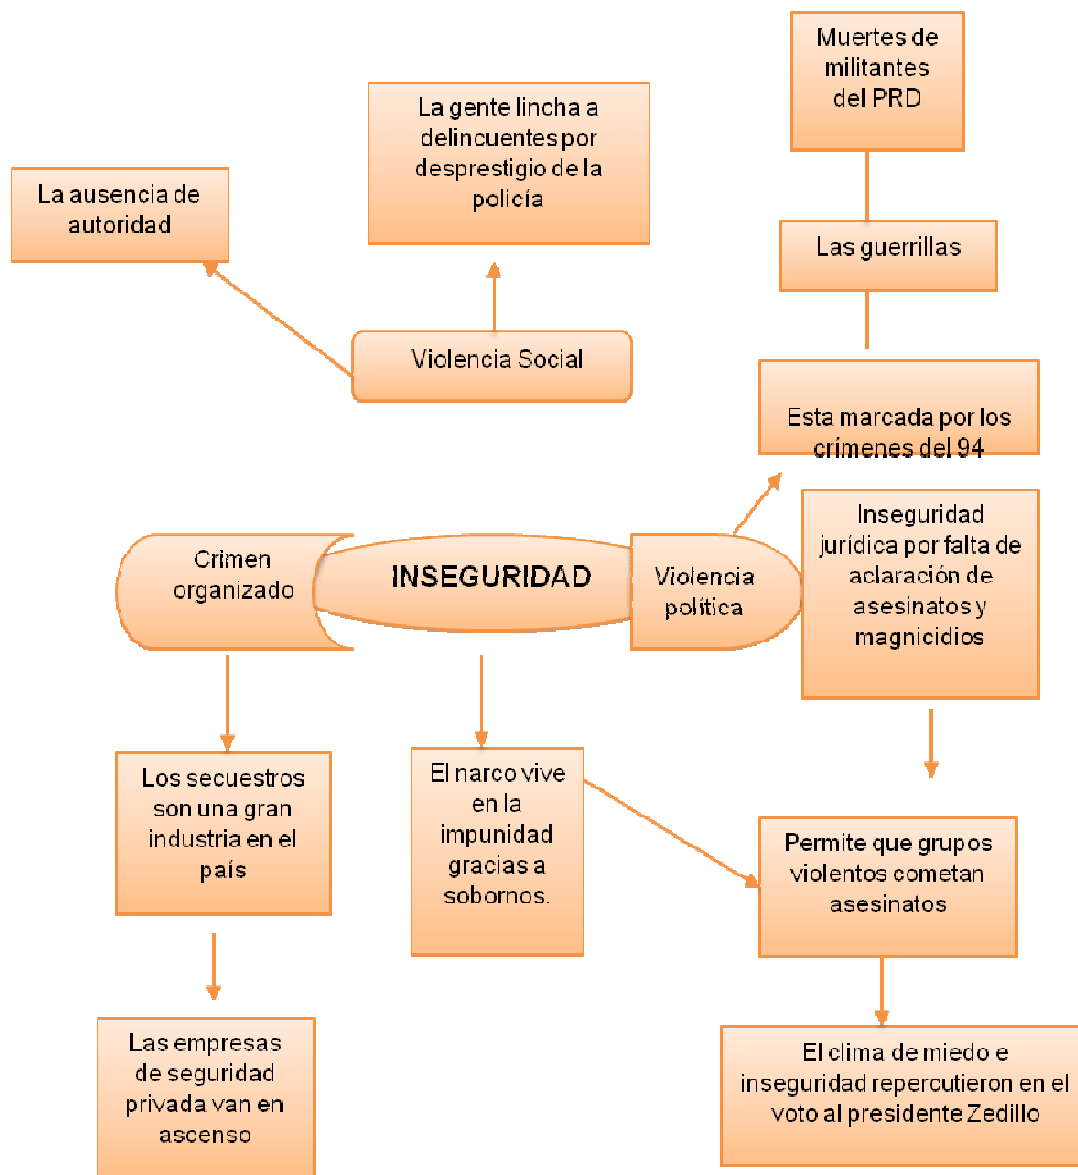 Muertes de
militantes
del PRD
La gente lincha a
delincuentes por
desprestigio de la
policía
La ausencia de
autoridad
Las guerrillas
Violencia Social
Esta marcada por los
crímenes del 94
Inseguridad
jurídica por falta de
aclaración de
asesinatos y
magnicidios
Crimen
organizado
INSEGURIDAD
Violencia
política
Los secuestros
son una gran
industria en el
país
El narco vive
en la
impunidad
gracias a
sobornos.
Permite que grupos
violentos cometan
asesinatos
Las empresas
de seguridad
privada van en
ascenso
El clima de miedo e
inseguridad repercutieron en el
voto al presidente Zedillo